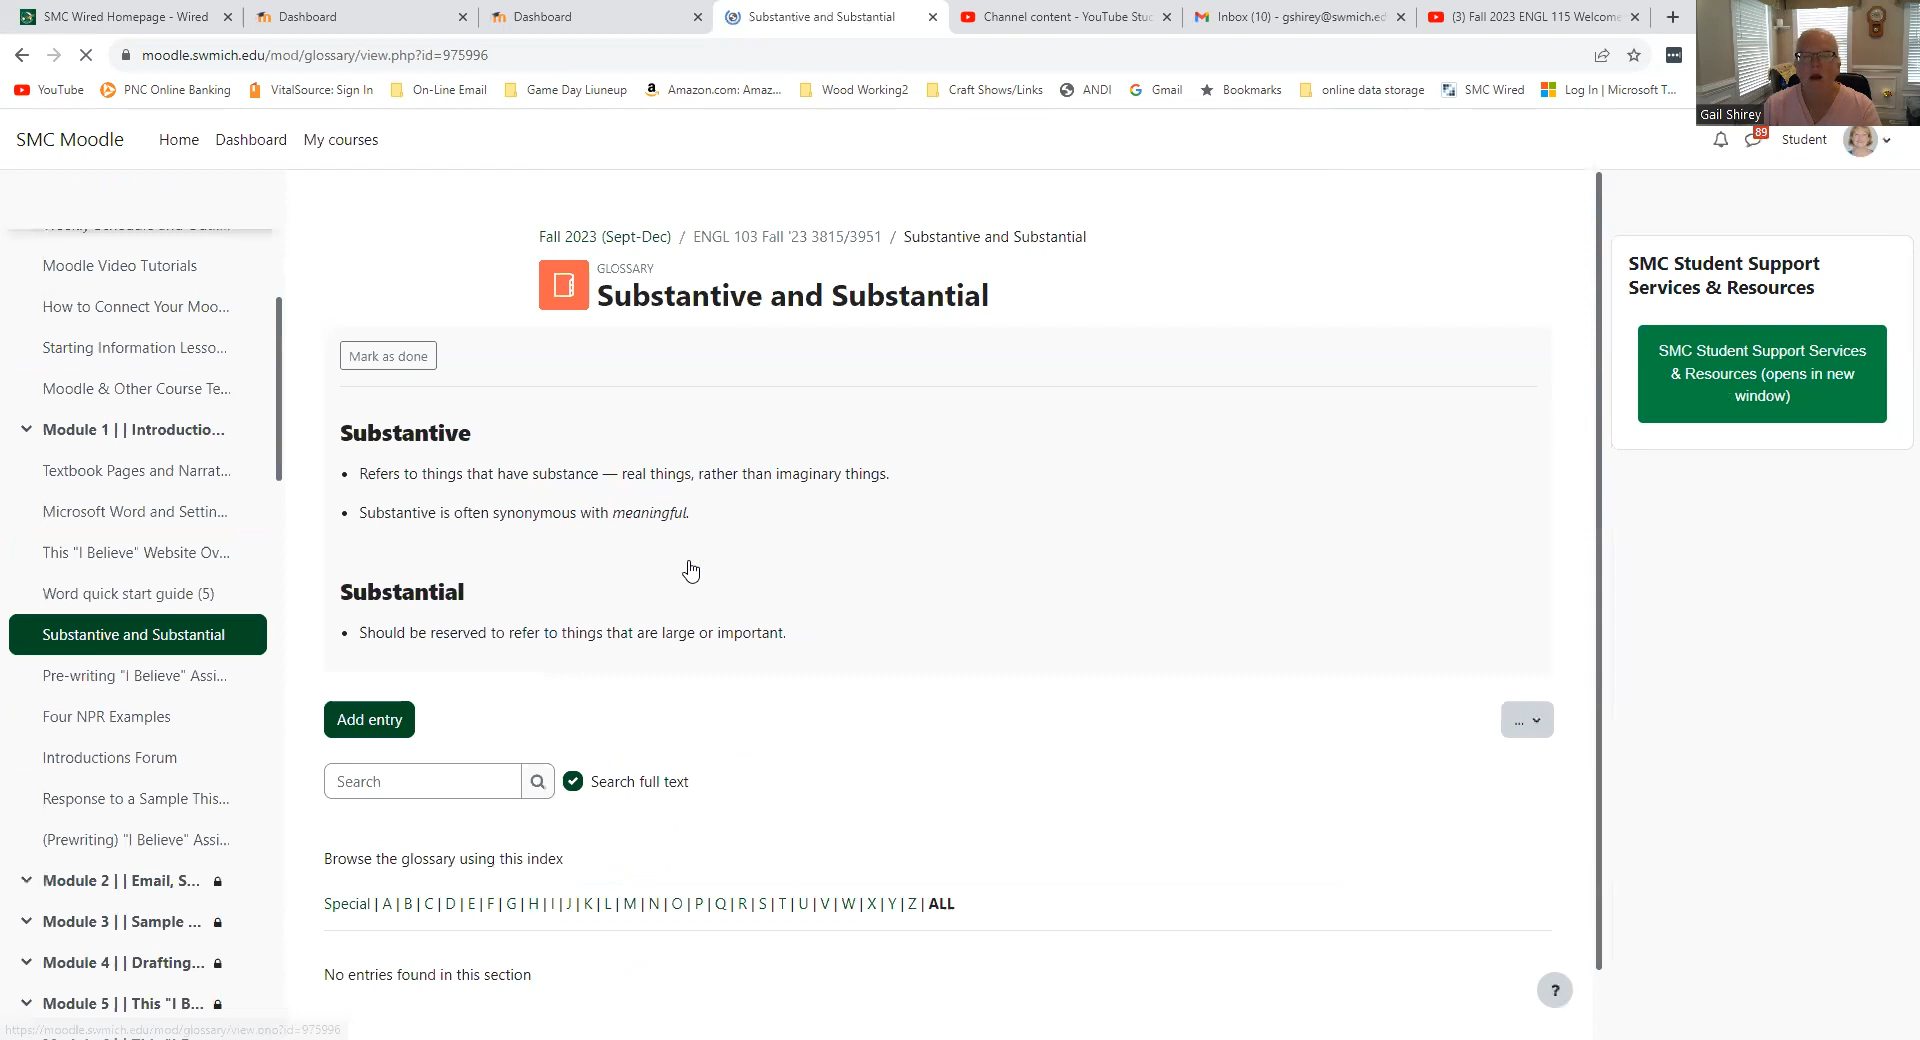 SMC Wired Homepage - Wired
Dashboard
Dashboard
Substantive and Substantial
Channel content - YouTube Stuc
Inbox (10) - gshirey@swmich.ed
(3) Fall 2023 ENGL 115 Welcome
moodle.swmich.edu/mod/glossary/view.php?id=975996
YouTube
PNC Online Banking
VitalSource: Sign In
On-Line Email
Game Day Liuneup
Amazon.com: Amaz...
Wood Working2
Craft Shows/Links
ANDI
Gmail
Bookmarks
online data storage
SMC Wired
Log In | Microsoft T...
Gail Shirey
SMC Moodle
Home
Dashboard
My courses
89
Student
Moodle Video Tutorials
How to Connect Your Moo...
Starting Information Lesso...
Moodle & Other Course Te...
Module 1 | | Introductio...
Textbook Pages and Narrat...
Microsoft Word and Settin...
This "I Believe" Website Ov...
Word quick start guide (5)
Substantive and Substantial
Pre-writing "I Believe" Assi...
Four NPR Examples
Introductions Forum
Response to a Sample This...
(Prewriting) "I Believe" Assi...
Module 2 | | Email, S...
Module 3 | | Sample ...
Module 4 | | Drafting...
Module 5 | | This "I B...
https://moodle.swmich.edu/mod/glossary/view.php?id=975996
Fall 2023 (Sept-Dec) / ENGL 103 Fall '23 3815/3951 / Substantive and Substantial
GLOSSARY
Substantive and Substantial
Mark as done
Substantive
• Refers to things that have substance — real things, rather than imaginary things.
• Substantive is often synonymous with meaningful.
Substantial
• Should be reserved to refer to things that are large or important.
Add entry
...
Search
Search full text
Browse the glossary using this index
Special | A | B | C | D | E | F | G | H | I | J | K | L | M | N | O | P | Q | R | S | T | U | V | W | X | Y | Z | ALL
No entries found in this section
?
SMC Student Support
Services & Resources
SMC Student Support Services
& Resources (opens in new
window)